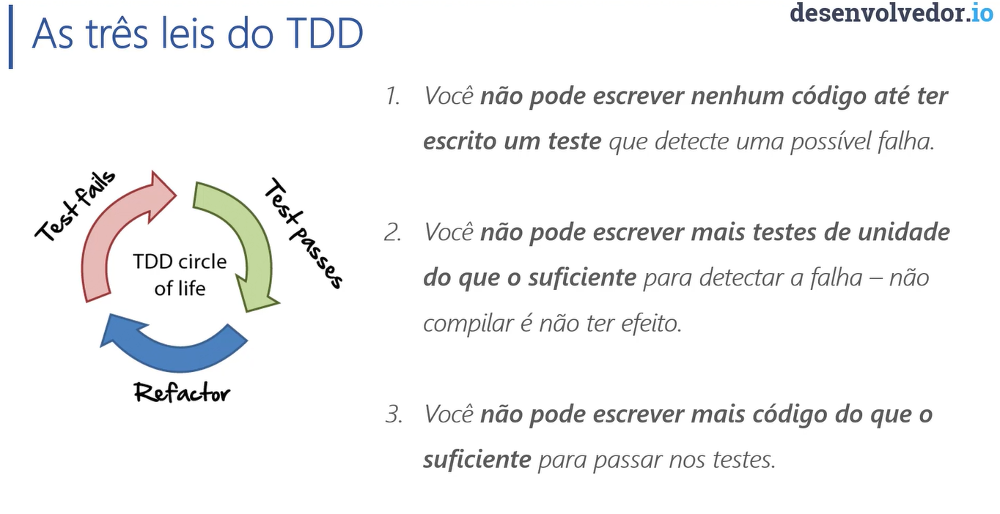 desenvolvedor.io
As três leis do TDD
1. Você não pode escrever nenhum código até ter
escrito um teste que detecte uma possível falha.
2. Você não pode escrever mais testes de unidade
do que o suficiente para detectar a falha – não
compilar é não ter efeito.
3. Você não pode escrever mais código do que o
suficiente para passar nos testes.
Test fails
Test passes
TDD circle
of life
Refactor